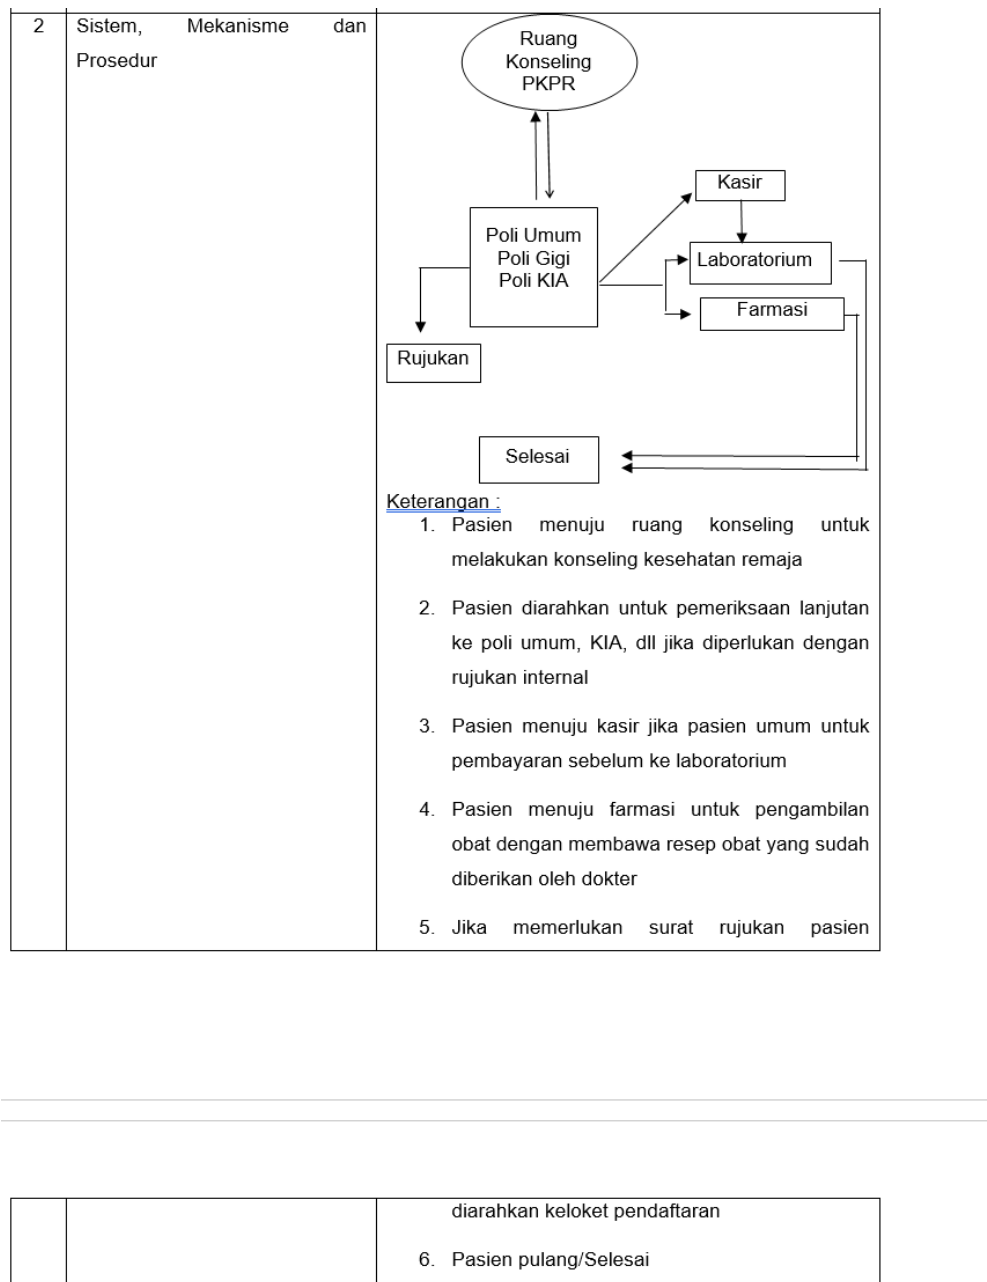 2
Sistem, Mekanisme dan
Prosedur
Ruang
Konseling
PKPR
Kasir
Poli Umum
Poli Gigi
Poli KIA
Laboratorium
Farmasi
Rujukan
Selesai
Keterangan :
1. Pasien menuju ruang konseling untuk
melakukan konseling kesehatan remaja
2. Pasien diarahkan untuk pemeriksaan lanjutan
ke poli umum, KIA, dll jika diperlukan dengan
rujukan internal
3. Pasien menuju kasir jika pasien umum untuk
pembayaran sebelum ke laboratorium
4. Pasien menuju farmasi untuk pengambilan
obat dengan membawa resep obat yang sudah
diberikan oleh dokter
5. Jika memerlukan surat rujukan pasien
diarahkan keloket pendaftaran
6. Pasien pulang/Selesai